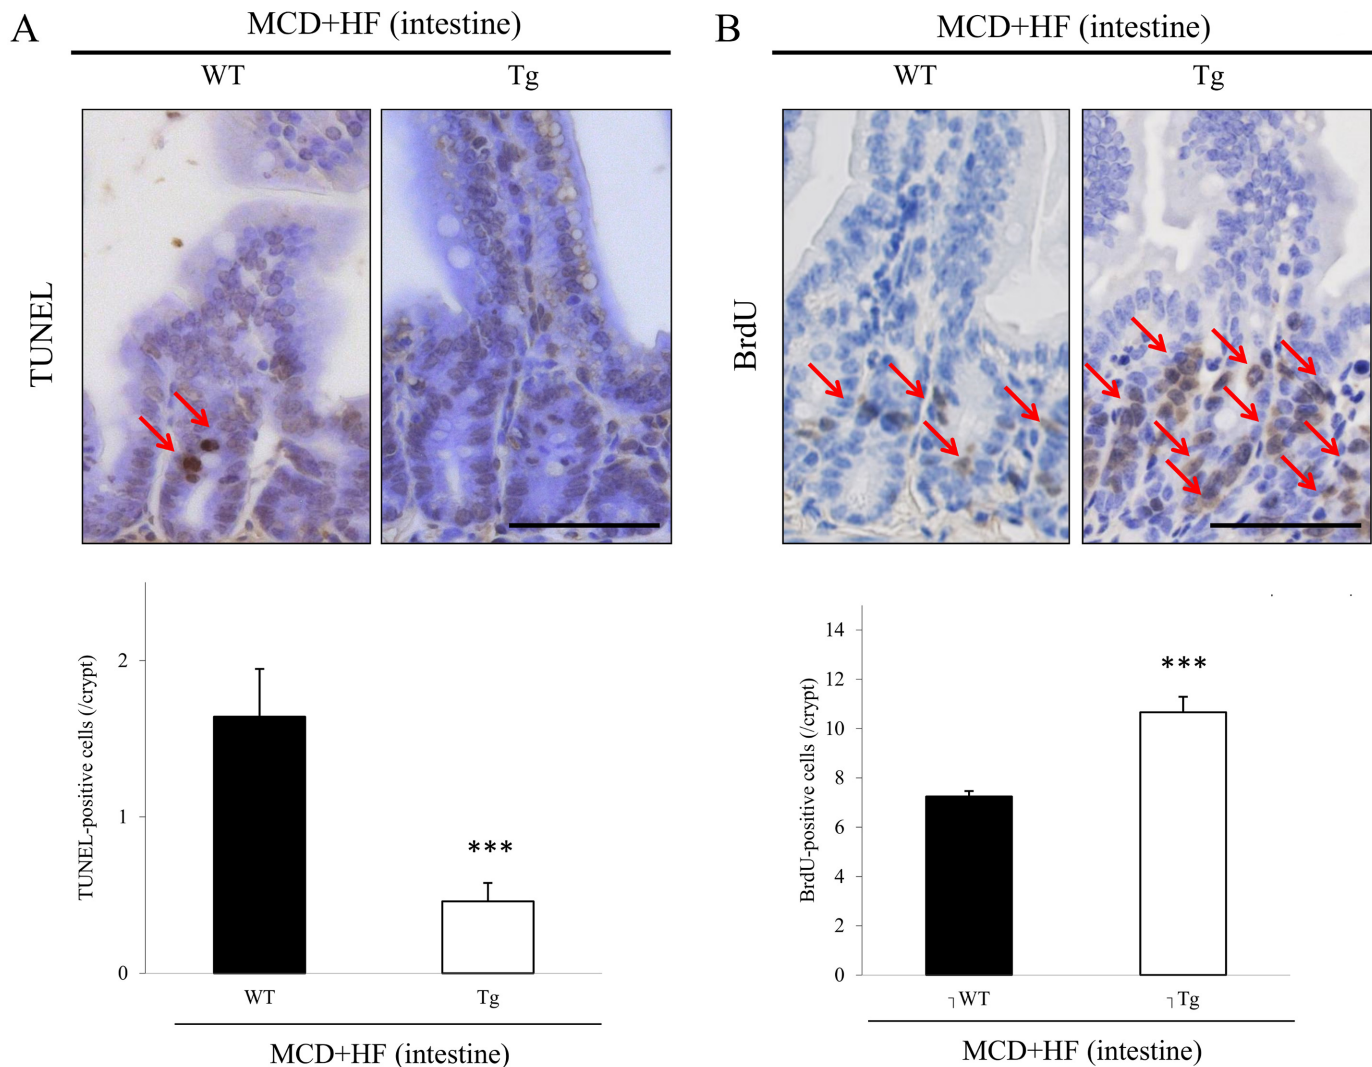 A
MCD+HF (intestine)
WT
Tg
TUNEL
TUNEL-positive cells (/crypt)
2
1
0
***
WT
Tg
MCD+HF (intestine)
B
MCD+HF (intestine)
WT
Tg
BrdU
BrdU-positive cells (/crypt)
14
12
10
8
6
4
2
0
***
┐WT
┐Tg
MCD+HF (intestine)